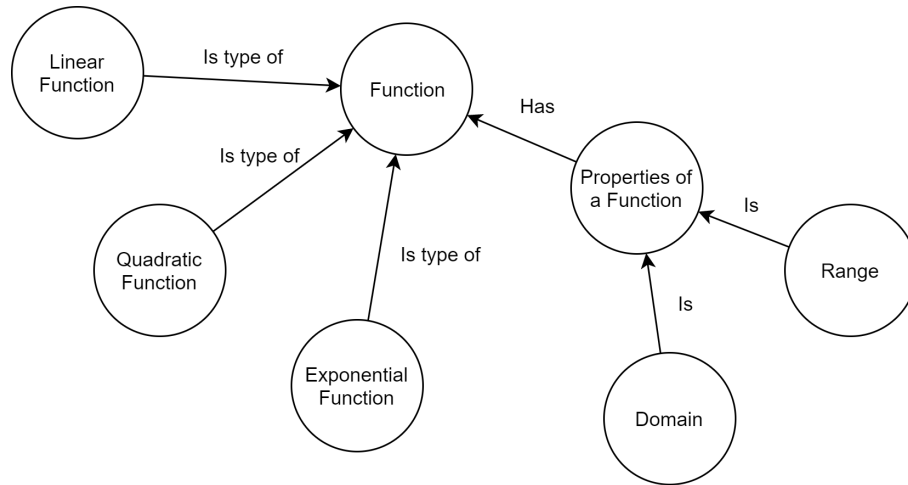 Linear
Function
Is type of
Function
Has
Is type of
Properties of
a Function
Is
Quadratic
Function
Is type of
Range
Is
Exponential
Function
Domain